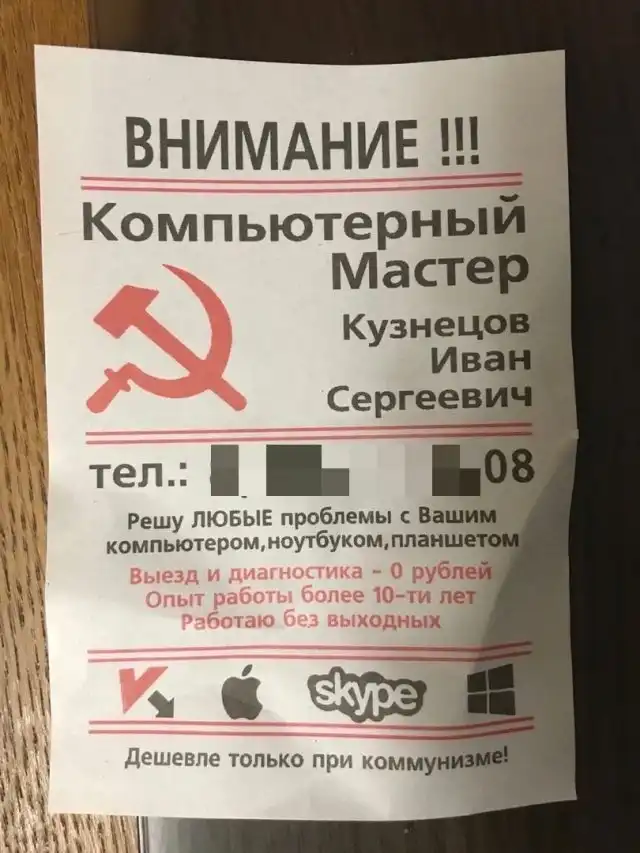 ВНИМАНИЕ !!!
Компьютерный
Мастер
Кузнецов
Иван
Сергеевич
тел.: 08
Решу ЛЮБЫЕ проблемы с Вашим
компьютером,ноутбуком,планшетом
Выезд и диагностика - 0 рублей
Опыт работы более 10-ти лет
Работаю без выходных
skype
Дешевле только при коммунизме!